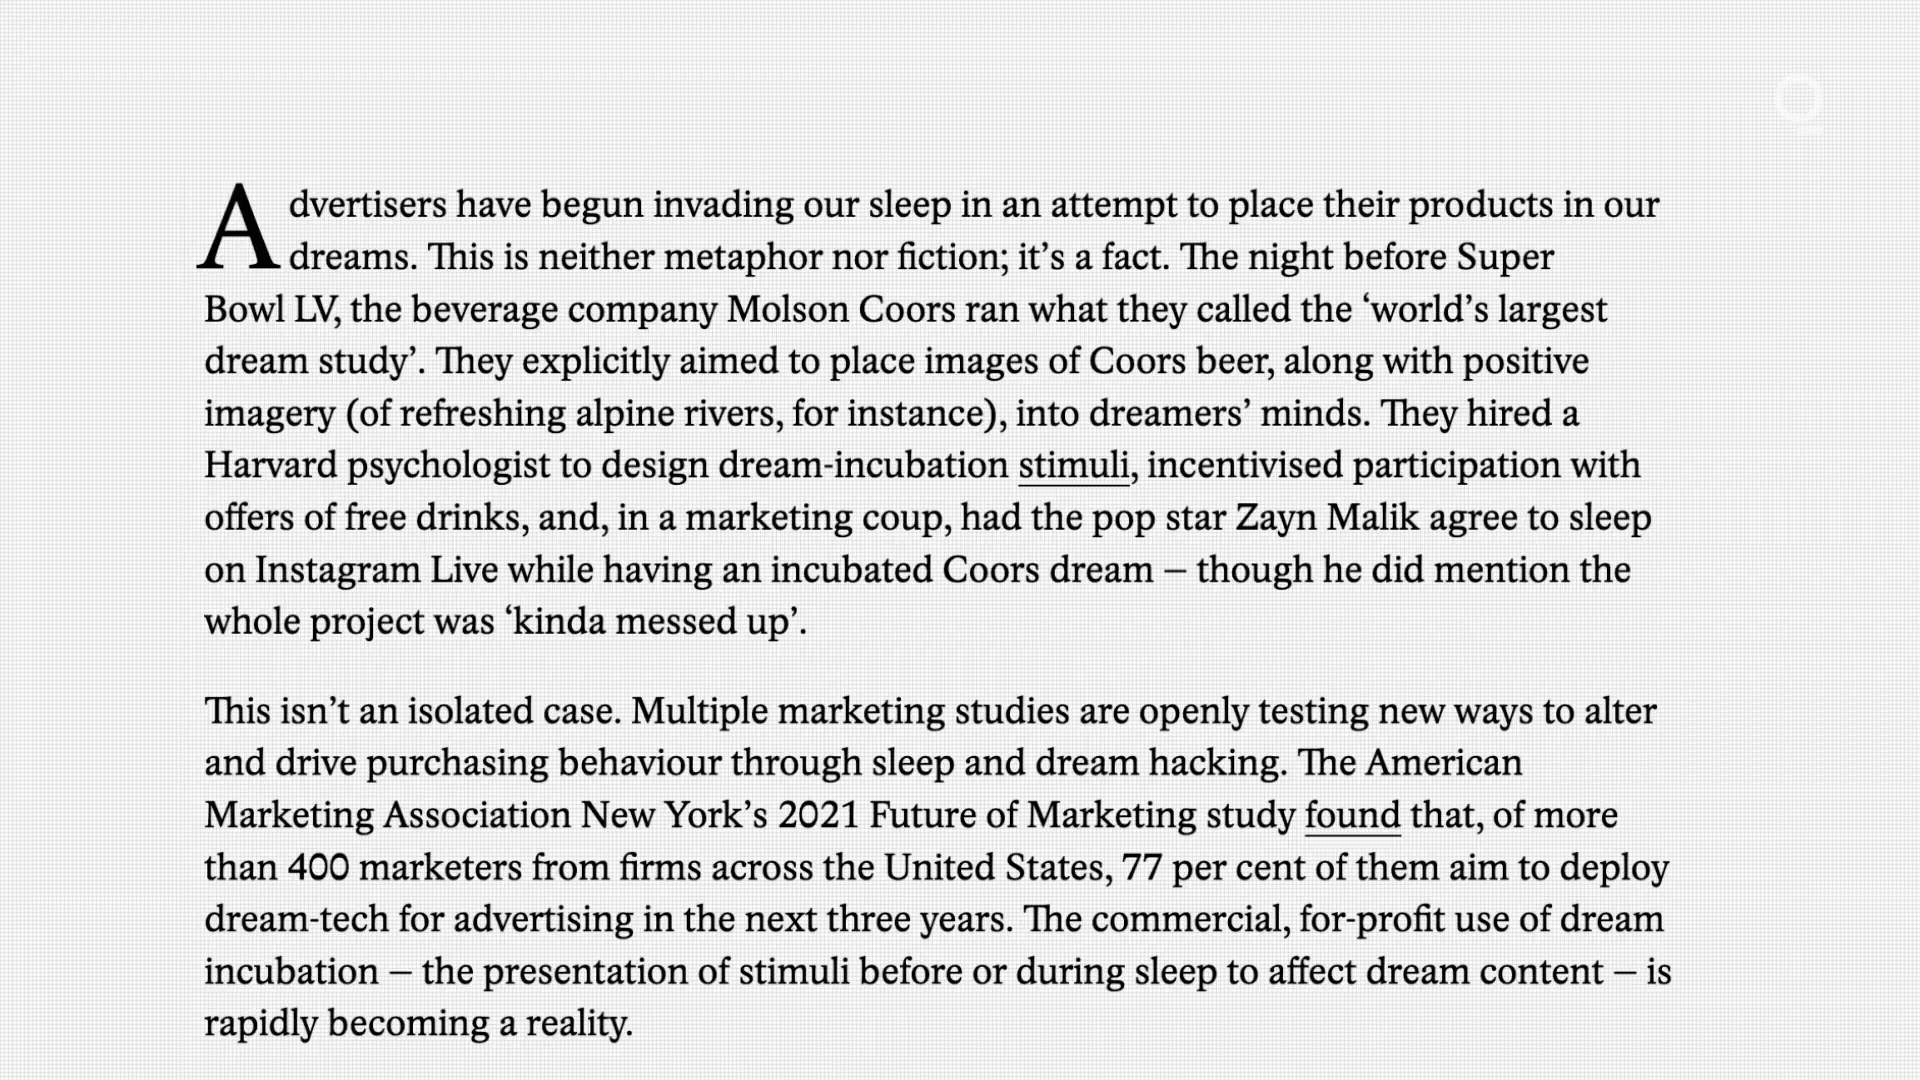 Advertisers have begun invading our sleep in an attempt to place their products in our
dreams. This is neither metaphor nor fiction; it’s a fact. The night before Super
Bowl LV, the beverage company Molson Coors ran what they called the ‘world’s largest
dream study’. They explicitly aimed to place images of Coors beer, along with positive
imagery (of refreshing alpine rivers, for instance), into dreamers’ minds. They hired a
Harvard psychologist to design dream-incubation stimuli, incentivised participation with
offers of free drinks, and, in a marketing coup, had the pop star Zayn Malik agree to sleep
on Instagram Live while having an incubated Coors dream – though he did mention the
whole project was ‘kinda messed up’.
This isn’t an isolated case. Multiple marketing studies are openly testing new ways to alter
and drive purchasing behaviour through sleep and dream hacking. The American
Marketing Association New York’s 2021 Future of Marketing study found that, of more
than 400 marketers from firms across the United States, 77 per cent of them aim to deploy
dream-tech for advertising in the next three years. The commercial, for-profit use of dream
incubation – the presentation of stimuli before or during sleep to affect dream content – is
rapidly becoming a reality.